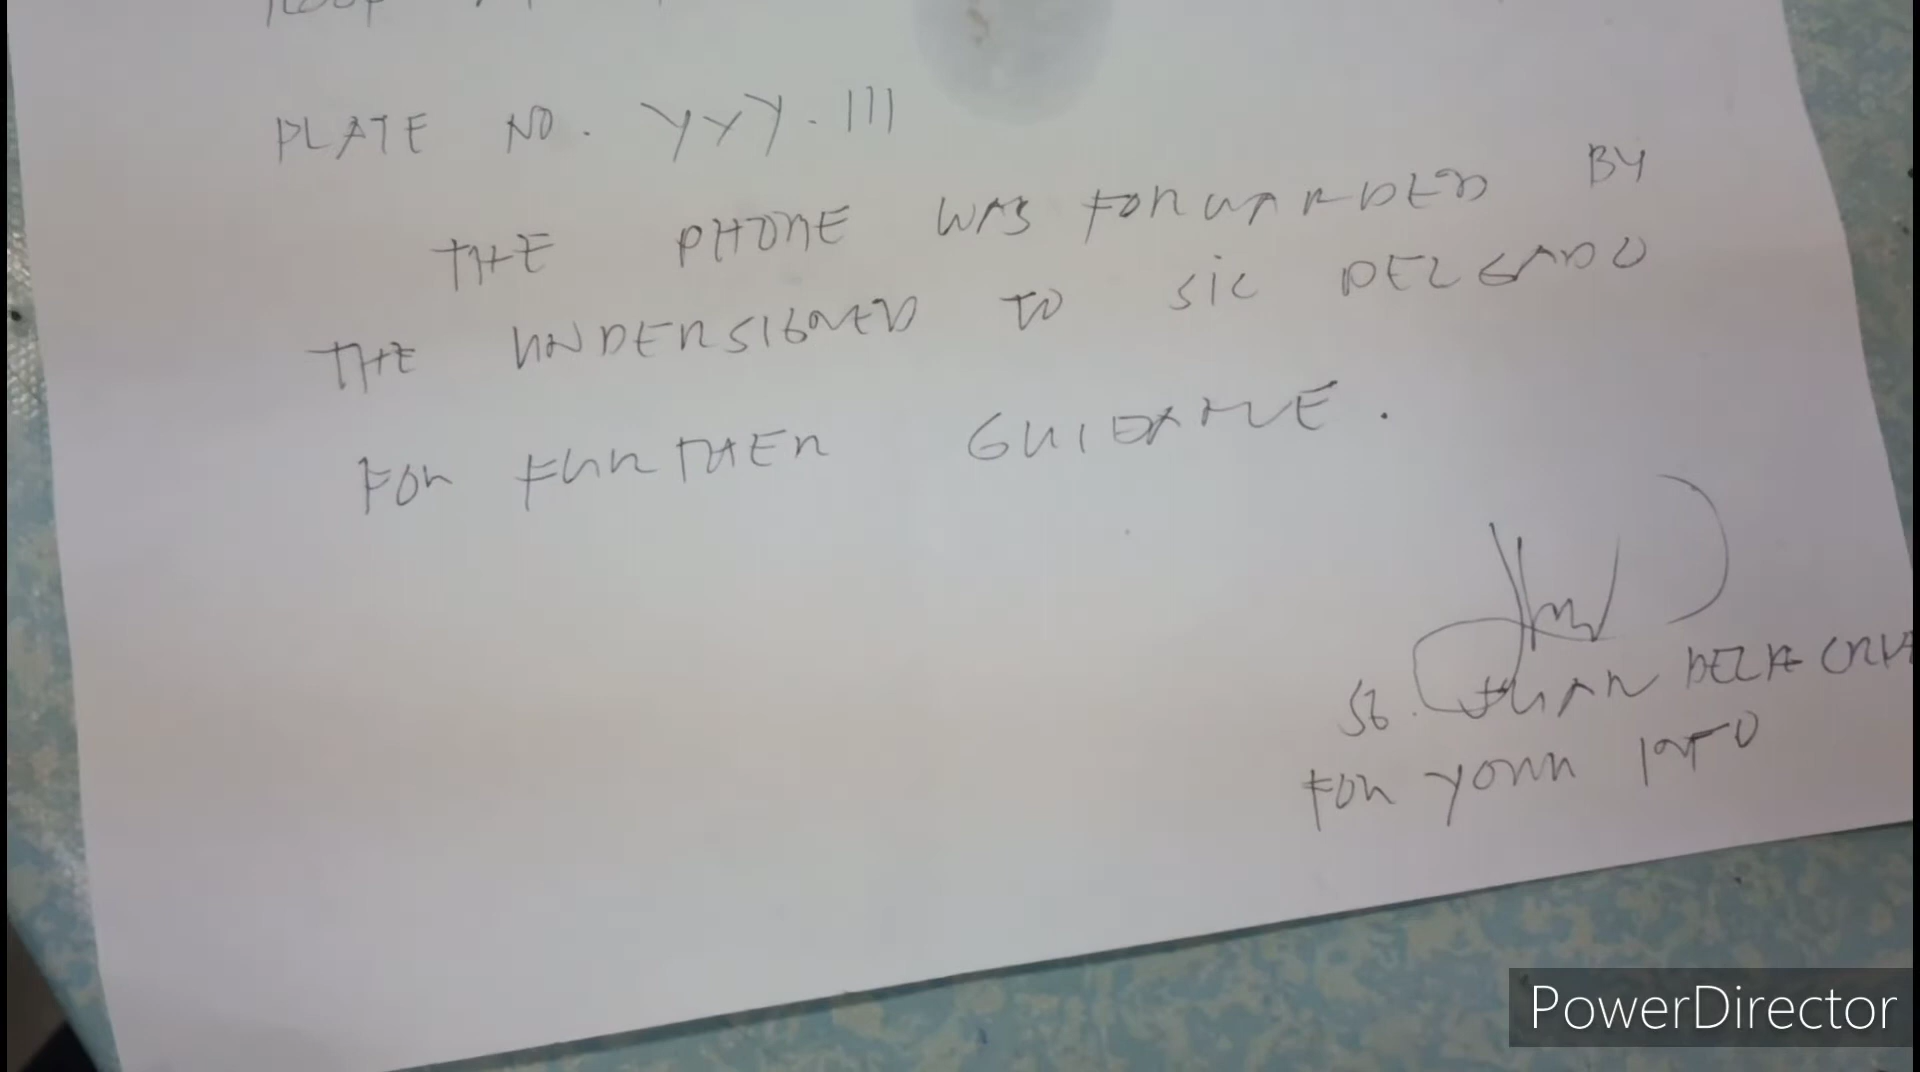 PLATE NO. YXY.111
THE PHONE WAS FORWARDED BY
THE UNDERSIGNED TO SIC DELGADO
FOR FURTHER GUIDANCE.
SG. JUAN DELA CRUZ
FOR YOUR INFO
PowerDirector